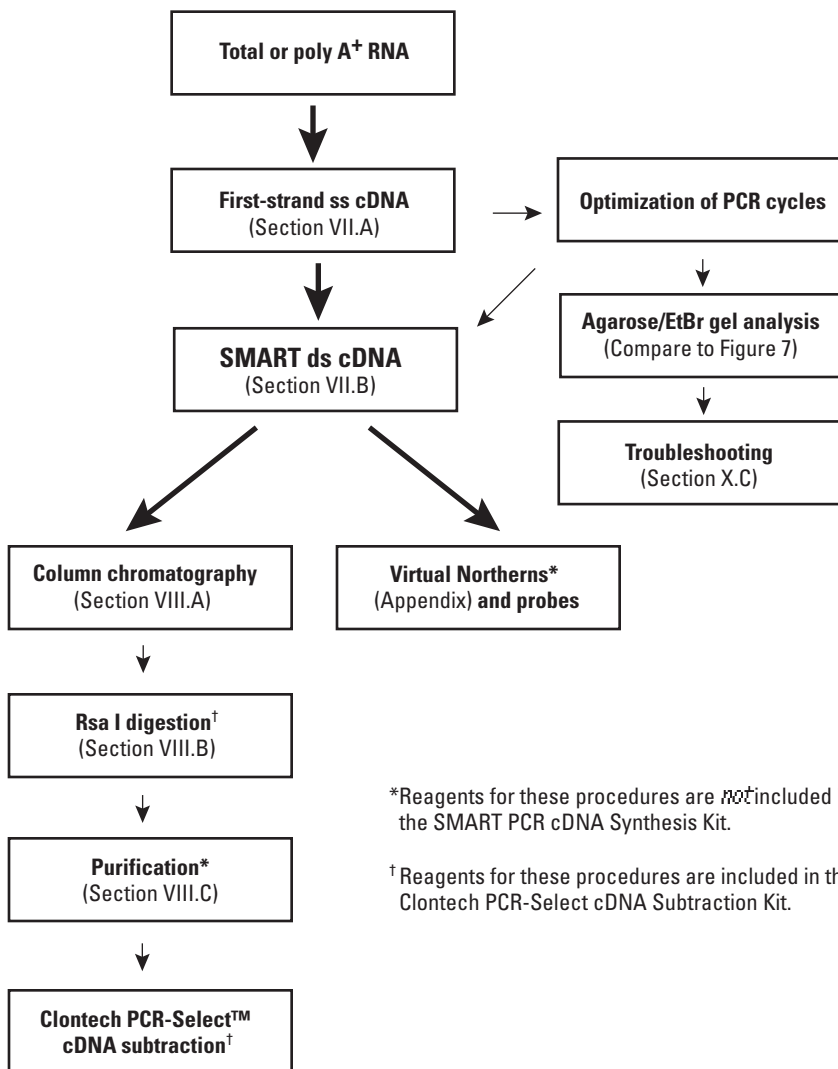 Total or poly A+ RNA
First-strand ss cDNA
(Section VII.A)
Optimization of PCR cycles
SMART ds cDNA
(Section VII.B)
Agarose/EtBr gel analysis
(Compare to Figure 7)
Troubleshooting
(Section X.C)
Column chromatography
(Section VIII.A)
Virtual Northerns*
(Appendix) and probes
Rsa I digestion†
(Section VIII.B)
Purification*
(Section VIII.C)
Clontech PCR-Select™
cDNA subtraction†
*Reagents for these procedures are not included
the SMART PCR cDNA Synthesis Kit.
†Reagents for these procedures are included in th
Clontech PCR-Select cDNA Subtraction Kit.